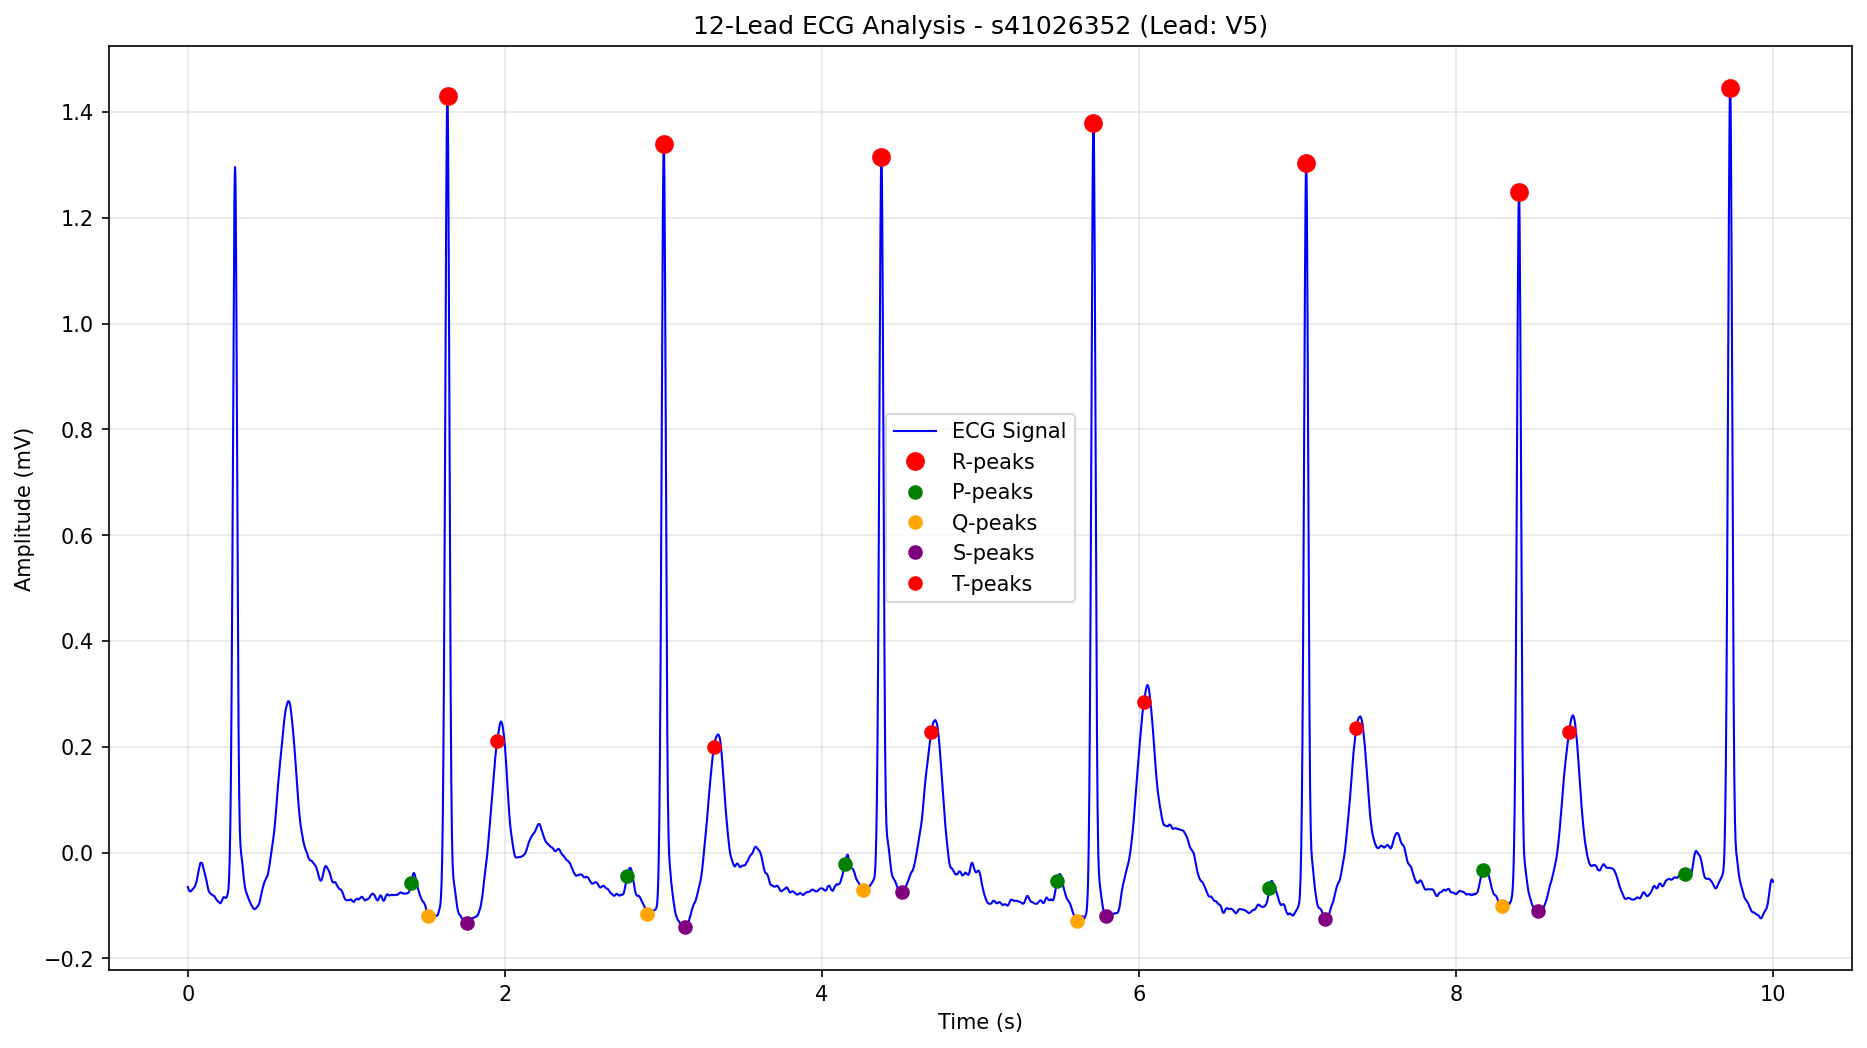 12-Lead ECG Analysis - s41026352 (Lead: V5)
Amplitude (mV)
1.4
1.2
1.0
0.8
0.6
0.4
0.2
0.0
−0.2
ECG Signal
R-peaks
P-peaks
Q-peaks
S-peaks
T-peaks
0 2 4 6 8 10
Time (s)